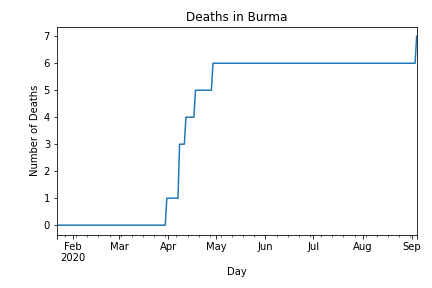 Deaths in Burma
7
6
5
4
3
2
1
0
Number of Deaths
Feb
2020
Mar
Apr
May
Jun
Jul
Aug
Sep
Day